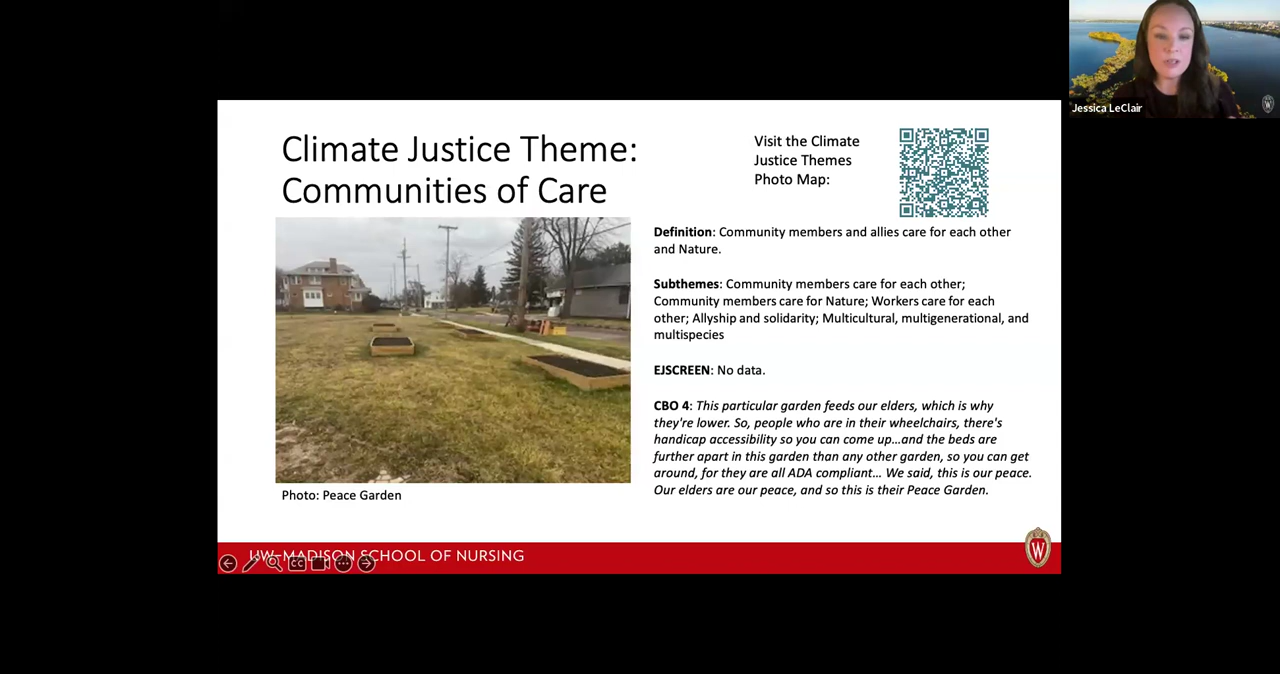 Jessica LeClair
Climate Justice Theme:
Communities of Care
Visit the Climate
Justice Themes
Photo Map:
Definition: Community members and allies care for each other
and Nature.
Subthemes: Community members care for each other;
Community members care for Nature; Workers care for each
other; Allyship and solidarity; Multicultural, multigenerational, and
multispecies
EJSCREEN: No data.
CBO 4: This particular garden feeds our elders, which is why
they're lower. So, people who are in their wheelchairs, there's
handicap accessibility so you can come up...and the beds are
further apart in this garden than any other garden, so you can get
around, for they are all ADA compliant... We said, this is our peace.
Our elders are our peace, and so this is their Peace Garden.
Photo: Peace Garden
UW–MADISON SCHOOL OF NURSING
CC
W